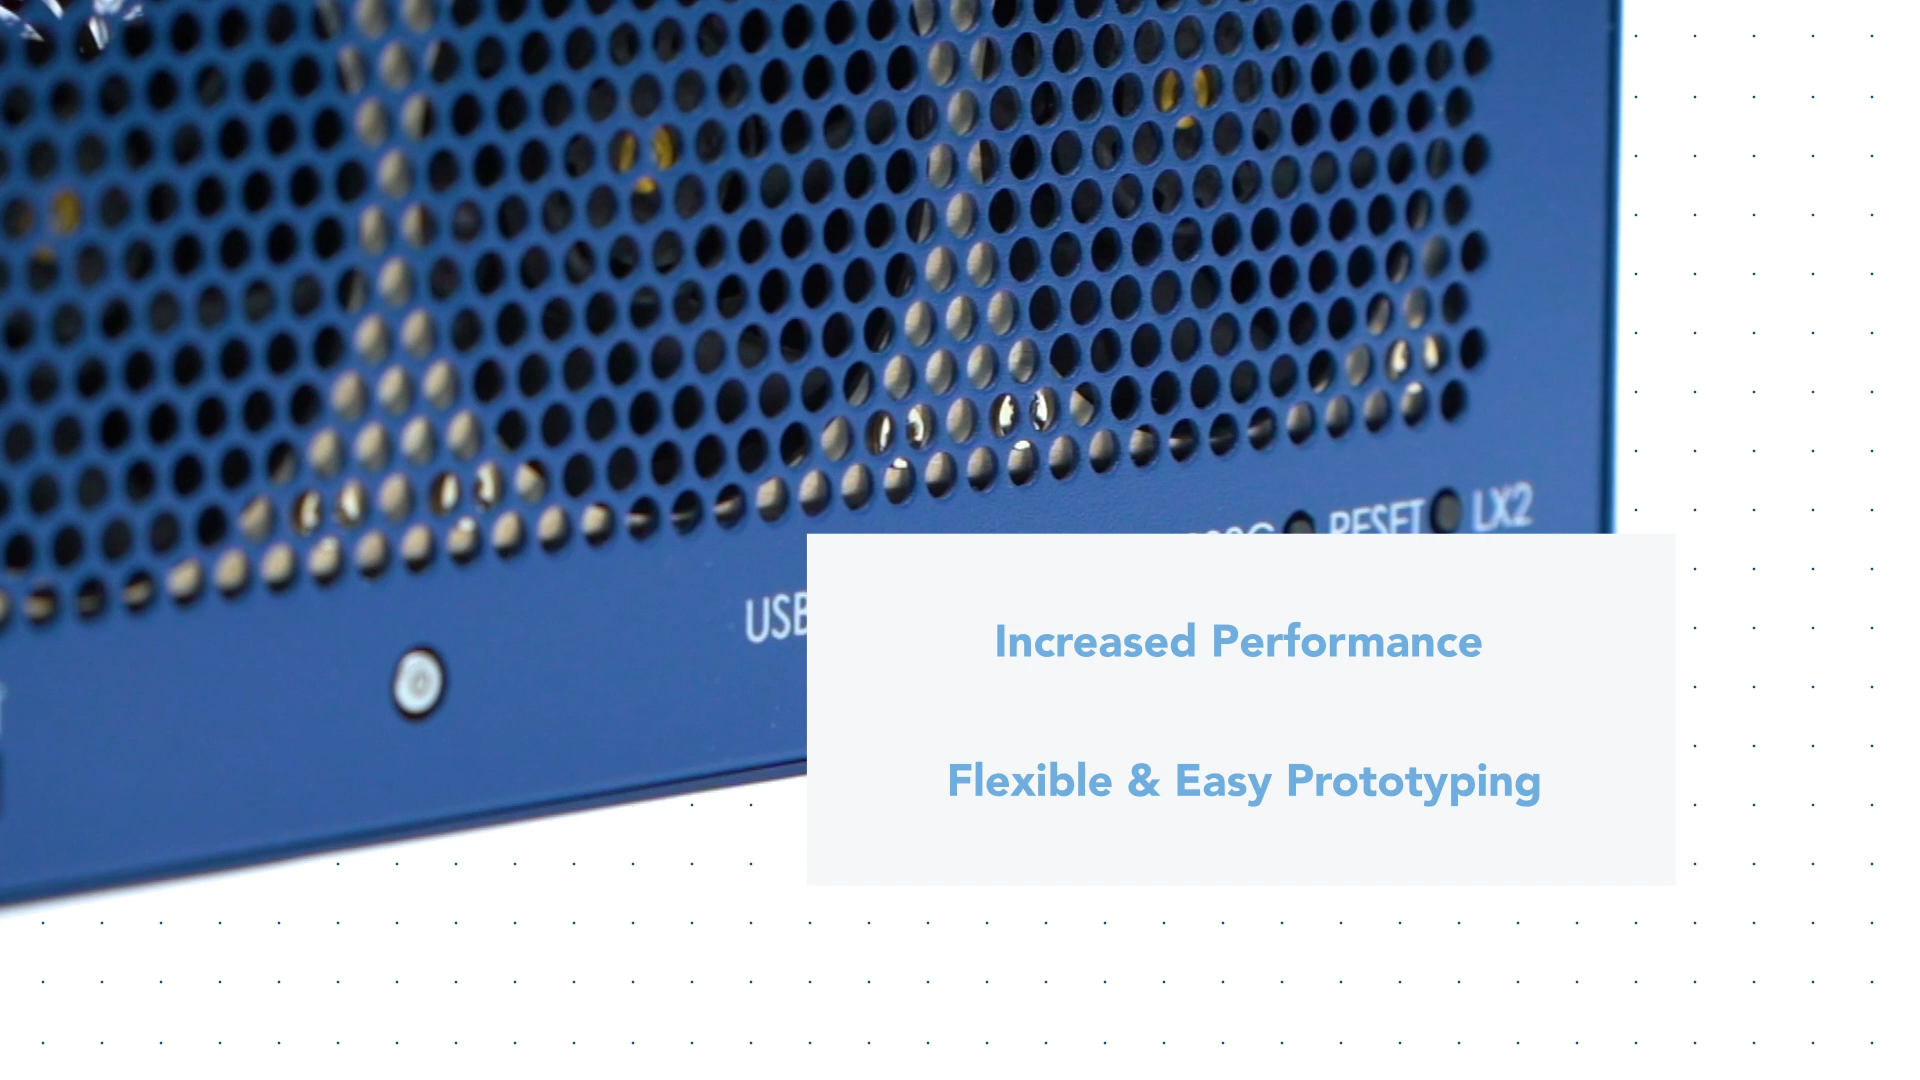 RESET LX2
USB
Increased Performance
Flexible & Easy Prototyping